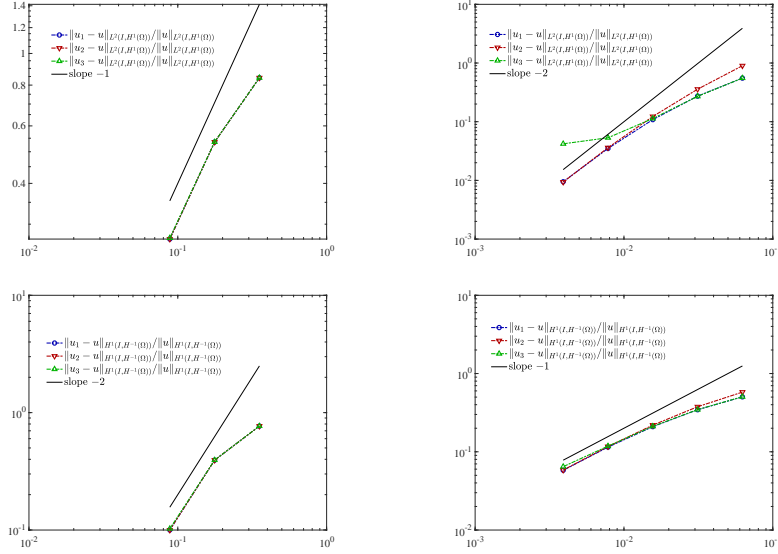 1.4
1.2
1
0.8
0.6
0.4
10^{-2}
10^{-1}
10^{0}
‖u_1 − u‖_{L^2(I,H^1(Ω))}/‖u‖_{L^2(I,H^1(Ω))}
‖u_2 − u‖_{L^2(I,H^1(Ω))}/‖u‖_{L^2(I,H^1(Ω))}
‖u_3 − u‖_{L^2(I,H^1(Ω))}/‖u‖_{L^2(I,H^1(Ω))}
slope −1
10^{1}
10^{0}
10^{-1}
10^{-2}
10^{-3}
10^{-3}
10^{-2}
‖u_1 − u‖_{L^2(I,H^1(Ω))}/‖u‖_{L^2(I,H^1(Ω))}
‖u_2 − u‖_{L^2(I,H^1(Ω))}/‖u‖_{L^2(I,H^1(Ω))}
‖u_3 − u‖_{L^2(I,H^1(Ω))}/‖u‖_{L^2(I,H^1(Ω))}
slope −2
10^{1}
10^{0}
10^{-1}
10^{-2}
10^{-1}
10^{0}
‖u_1 − u‖_{H^1(I,H^{-1}(Ω))}/‖u‖_{H^1(I,H^{-1}(Ω))}
‖u_2 − u‖_{H^1(I,H^{-1}(Ω))}/‖u‖_{H^1(I,H^{-1}(Ω))}
‖u_3 − u‖_{H^1(I,H^{-1}(Ω))}/‖u‖_{H^1(I,H^{-1}(Ω))}
slope −2
10^{1}
10^{0}
10^{-1}
10^{-2}
10^{-3}
10^{-2}
‖u_1 − u‖_{H^1(I,H^{-1}(Ω))}/‖u‖_{H^1(I,H^{-1}(Ω))}
‖u_2 − u‖_{H^1(I,H^{-1}(Ω))}/‖u‖_{H^1(I,H^{-1}(Ω))}
‖u_3 − u‖_{H^1(I,H^{-1}(Ω))}/‖u‖_{H^1(I,H^{-1}(Ω))}
slope −1